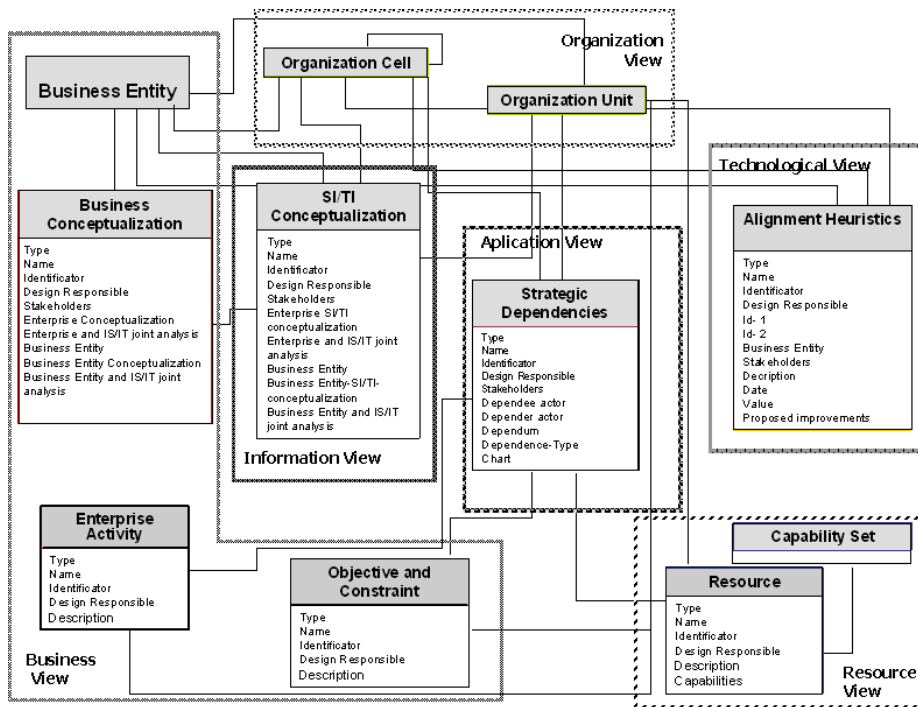 Organization
View
Organization Cell
Business Entity
Organization Unit
Technological View
Business
Conceptualization
Type
Name
Identificator
Design Responsible
Stakeholders
Enterprise Conceptualization
Enterprise and IS/IT joint analysis
Business Entity
Business Entity Conceptualization
Business Entity and IS/IT joint
analysis
SI/TI
Conceptualization
Type
Name
Identificator
Design Responsible
Stakeholders
Enterprise SI/TI
conceptualization
Enterprise and IS/IT joint
analysis
Business Entity
Business Entity-SI/TI-
conceptualization
Business Entity and IS/IT
joint analysis
Information View
Aplication View
Strategic
Dependencies
Type
Name
Identificator
Design Responsible
Stakeholders
Dependee actor
Depender actor
Dependum
Dependence-Type
Chart
Alignment Heuristics
Type
Name
Identificator
Design Responsible
Id- 1
Id- 2
Business Entity
Stakeholders
Decription
Date
Value
Proposed improvements
Enterprise
Activity
Type
Name
Identificator
Design Responsible
Description
Business
View
Objective and
Constraint
Type
Name
Identificator
Design Responsible
Description
Capability Set
Resource
Type
Name
Identificator
Design Responsible
Description
Capabilities
Resource
View